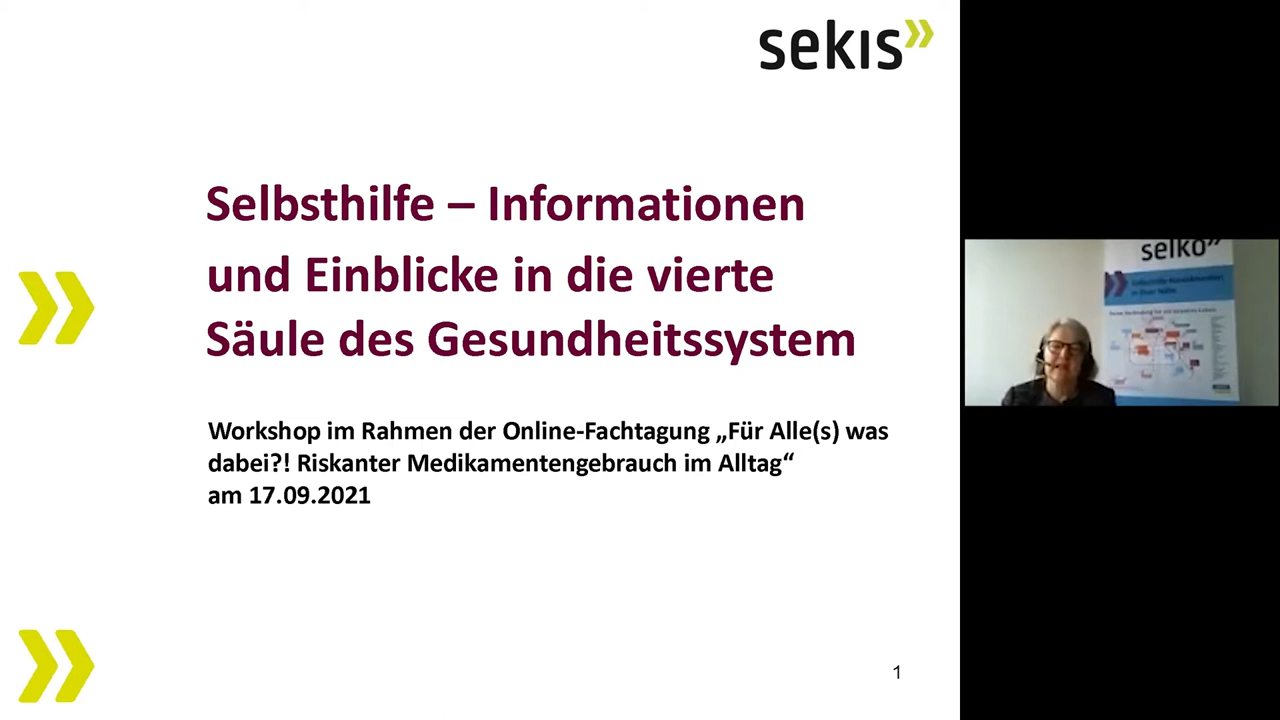 sekis
Selbsthilfe – Informationen
und Einblicke in die vierte
Säule des Gesundheitssystem
Workshop im Rahmen der Online-Fachtagung „Für Alle(s) was
dabei?! Riskanter Medikamentengebrauch im Alltag“
am 17.09.2021
1
selko